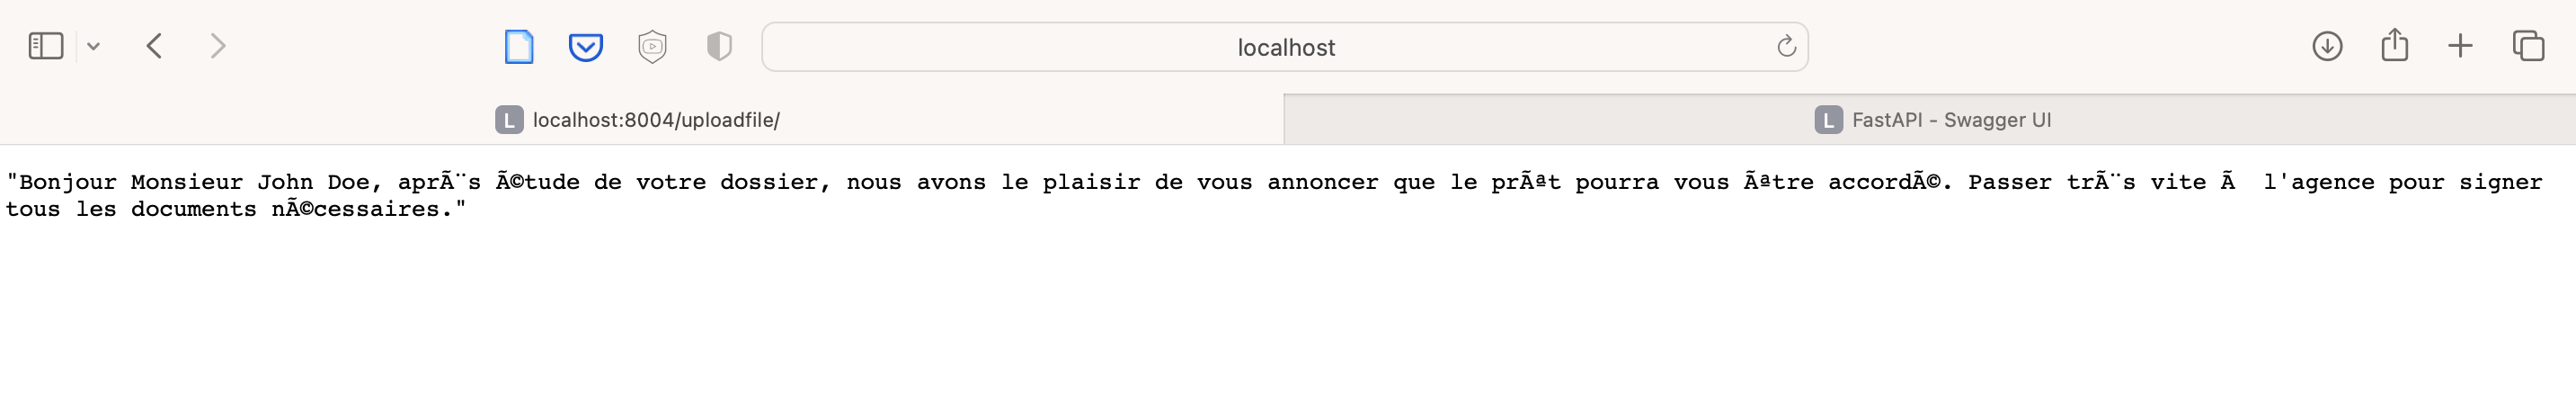 localhost
L localhost:8004/uploadfile/
L FastAPI - Swagger UI
"Bonjour Monsieur John Doe, aprÃ¨s Ã©tude de votre dossier, nous avons le plaisir de vous annoncer que le prÃªt pourra vous Ãªtre accordÃ©. Passer trÃ¨s vite Ã  l'agence pour signer
tous les documents nÃ©cessaires."